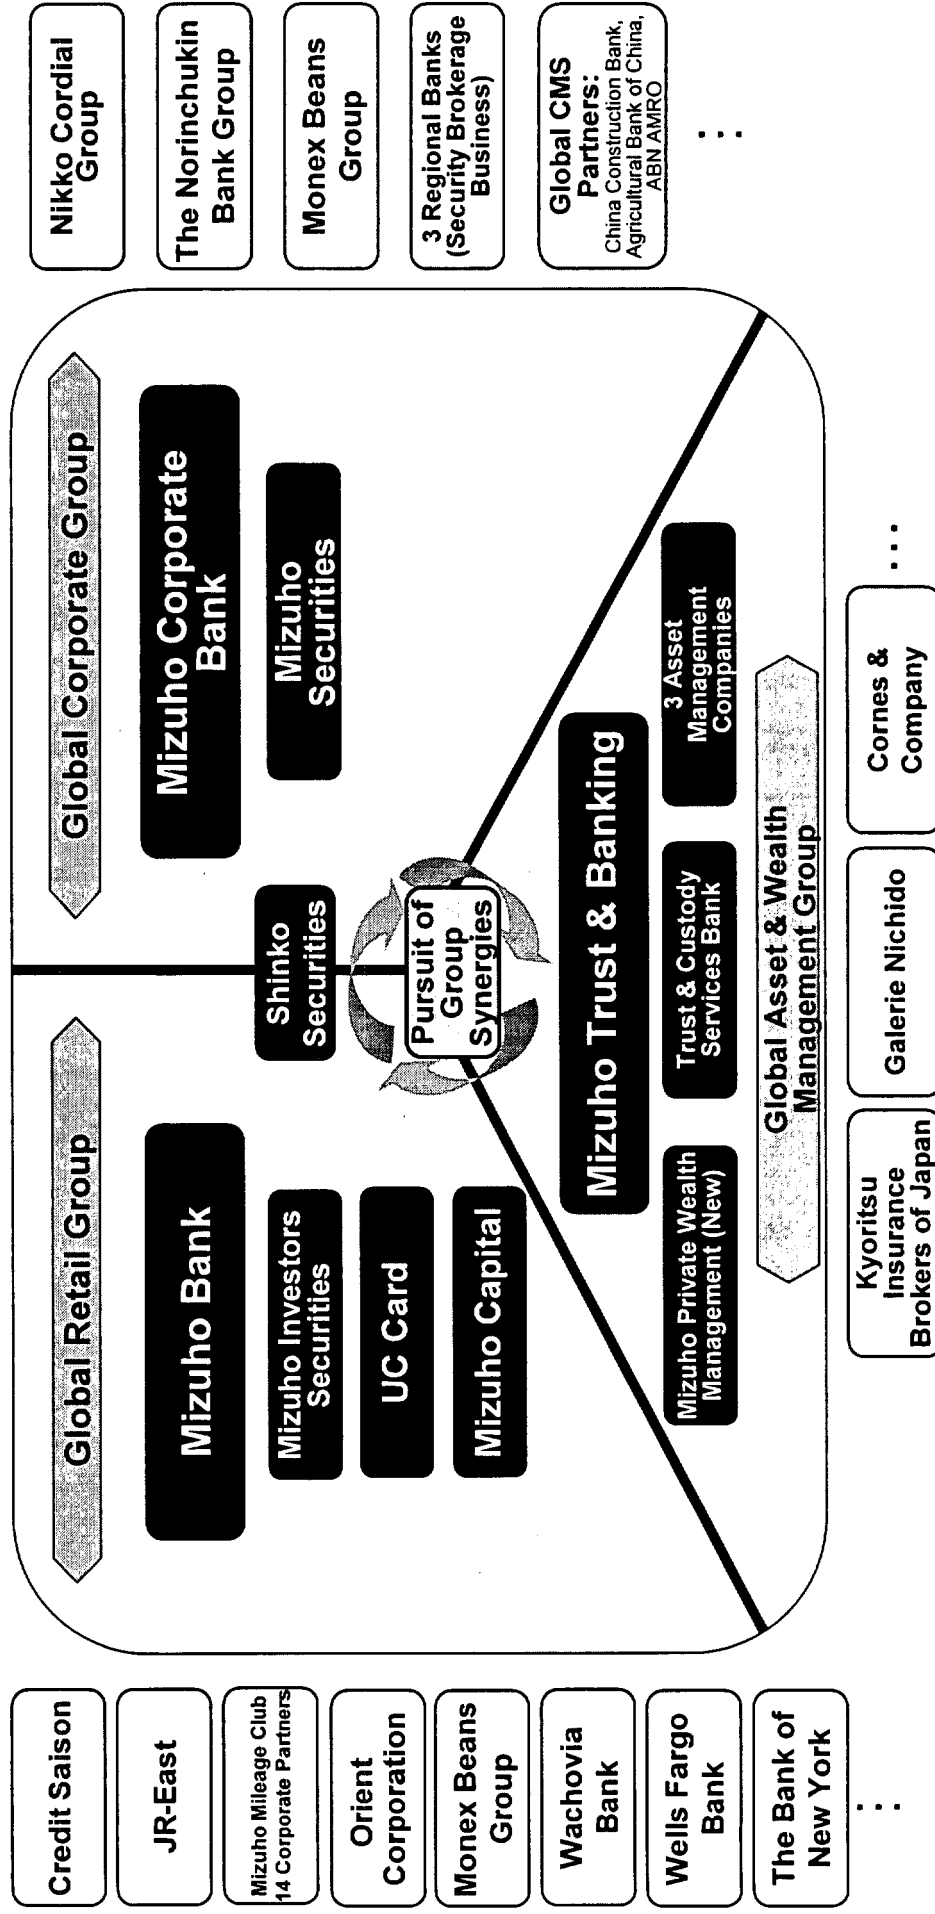 Credit Saison
JR-East
Mizuho Mileage Club
14 Corporate Partners
Orient
Corporation
Monex Beans
Group
Wachovia
Bank
Wells Fargo
Bank
The Bank of
New York
...
Global Retail Group
Mizuho Bank
Mizuho Investors
Securities
UC Card
Mizuho Capital
Shinko
Securities
Pursuit of
Group
Synergies
Global Corporate Group
Mizuho Corporate
Bank
Mizuho
Securities
Mizuho Trust & Banking
Mizuho Private Wealth
Management (New)
Trust & Custody
Services Bank
3 Asset
Management
Companies
Global Asset & Wealth
Management Group
Nikko Cordial
Group
The Norinchukin
Bank Group
Monex Beans
Group
3 Regional Banks
(Security Brokerage
Business)
Global CMS
Partners:
China Construction Bank,
Agricultural Bank of China,
ABN AMRO
...
Kyoritsu
Insurance
Brokers of Japan
Galerie Nichido
Cornes &
Company
...